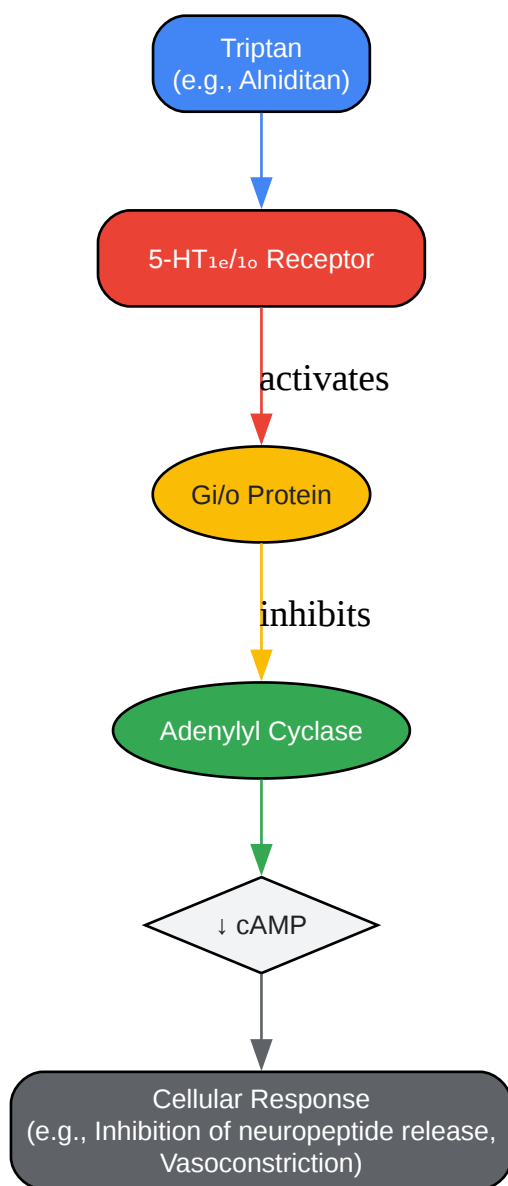 Triptan
(e.g., Alniditan)
5-HT₁ₑ/₁ₒ Receptor
activates
Gi/o Protein
inhibits
Adenylyl Cyclase
↓ cAMP
Cellular Response
(e.g., Inhibition of neuropeptide release,
Vasoconstriction)